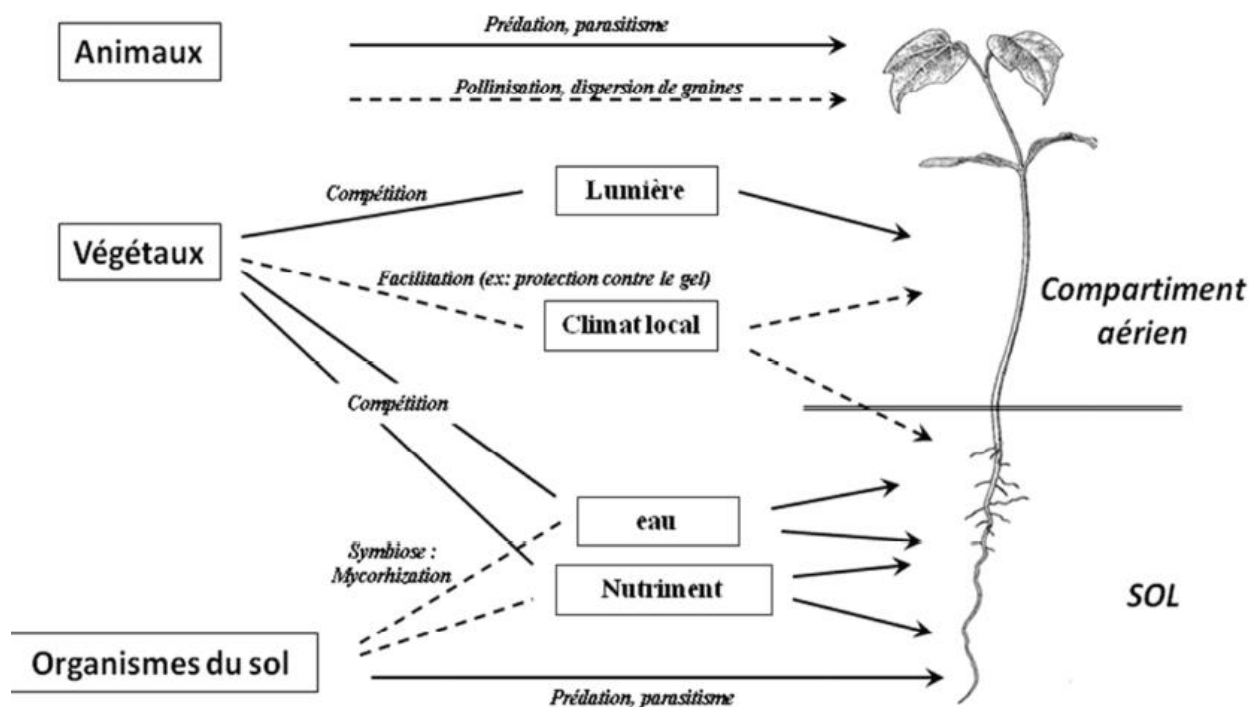 Prédation, parasitisme
Animaux
Pollinisation, dispersion de graines
Compétition
Lumière
Végétaux
Facilitation (ex: protection contre le gel)
Climat local
Compartiment
aérien
Compétition
eau
Symbiose :
Mycorhization
Nutriment
SOL
Organismes du sol
Prédation, parasitisme